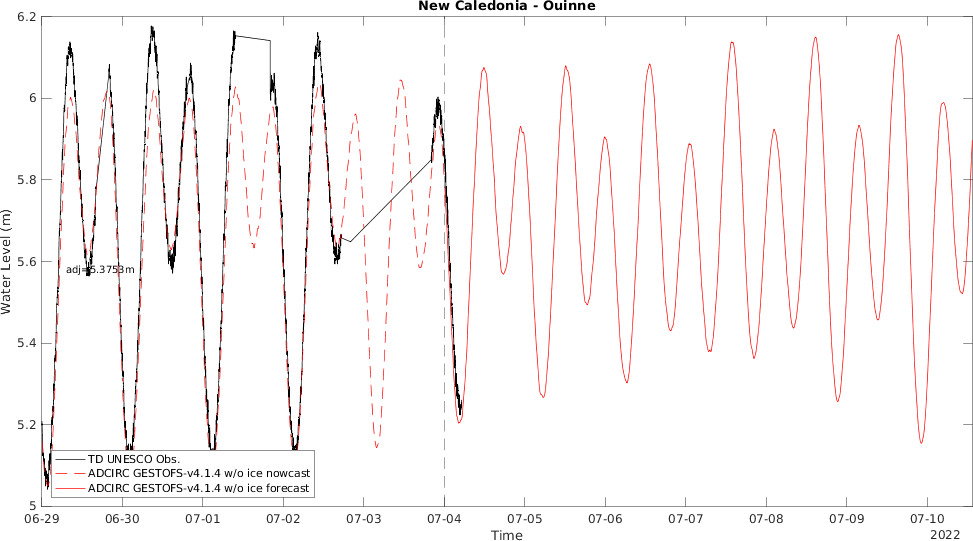 New Caledonia - Ouinne
6.2
6
5.8
5.6
5.4
5.2
5
Water Level (m)
adj=5.3753m
TD UNESCO Obs.
ADCIRC GESTOFS-v4.1.4 w/o ice nowcast
ADCIRC GESTOFS-v4.1.4 w/o ice forecast
06-29 06-30 07-01 07-02 07-03 07-04 07-05 07-06 07-07 07-08 07-09 07-10
Time
2022